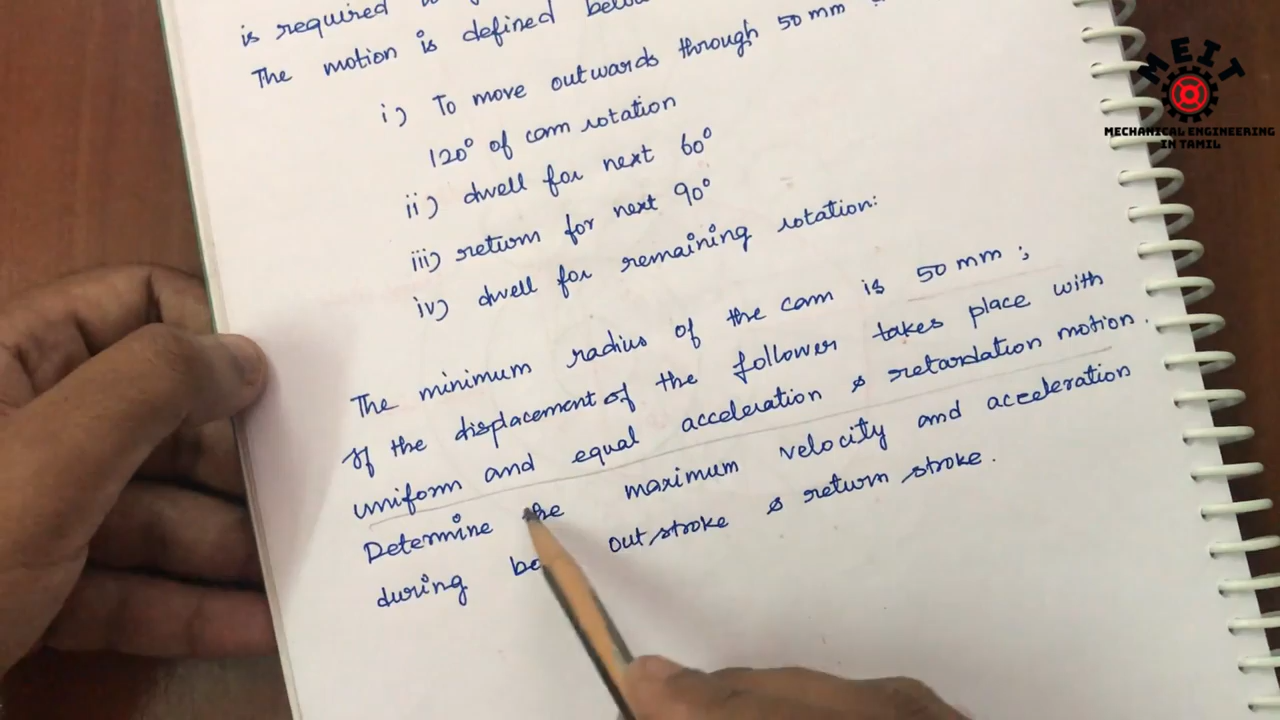 is required
The motion is defined below
i) To move outwards through 50 mm
120° of cam rotation
ii) dwell for next 60°
iii) return for next 90°
iv) dwell for remaining rotation:
The minimum radius of the cam is 50 mm ;
If the displacement of the follower takes place with
uniform and equal acceleration & retardation motion.
Determine the maximum velocity and acceleration
during out stroke & return stroke.
MEIT
MECHANICAL ENGINEERING
IN TAMIL